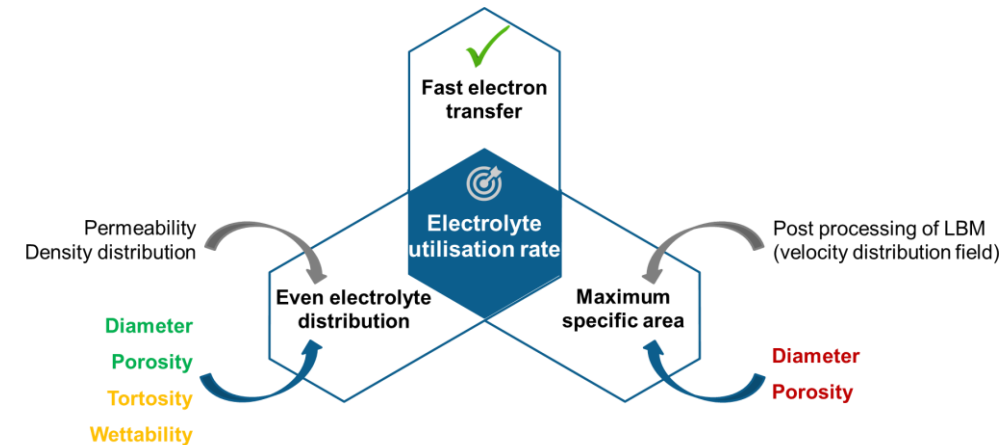 Fast electron
transfer
Electrolyte
utilisation rate
Permeability
Density distribution
Post processing of LBM
(velocity distribution field)
Even electrolyte
distribution
Maximum
specific area
Diameter
Porosity
Tortosity
Wettability
Diameter
Porosity